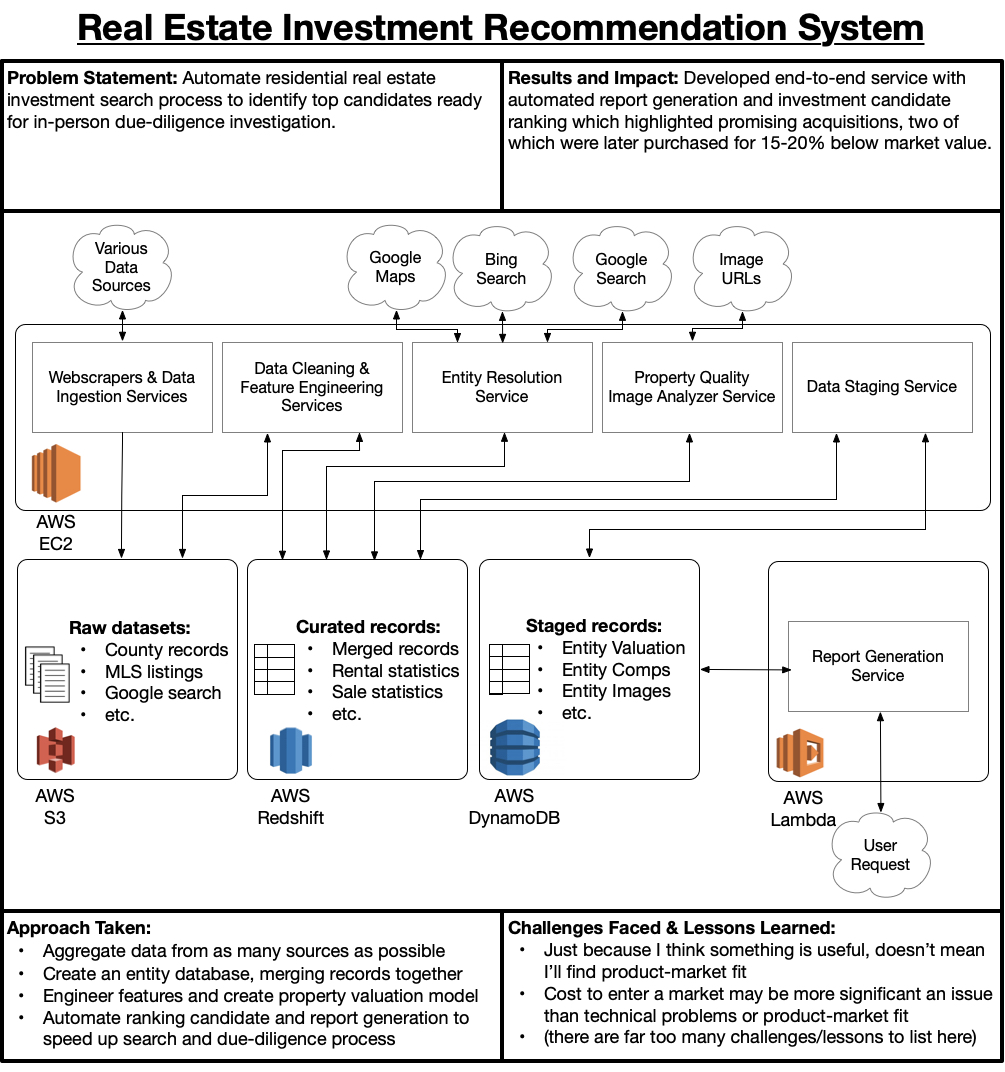 Real Estate Investment Recommendation System
Problem Statement: Automate residential real estate
investment search process to identify top candidates ready
for in-person due-diligence investigation.
Results and Impact: Developed end-to-end service with
automated report generation and investment candidate
ranking which highlighted promising acquisitions, two of
which were later purchased for 15-20% below market value.
Various
Data
Sources
Google
Maps
Bing
Search
Google
Search
Image
URLs
Webscrapers & Data
Ingestion Services
Data Cleaning &
Feature Engineering
Services
Entity Resolution
Service
Property Quality
Image Analyzer Service
Data Staging Service
AWS
EC2
Raw datasets:
• County records
• MLS listings
• Google search
• etc.
AWS
S3
Curated records:
• Merged records
• Rental statistics
• Sale statistics
• etc.
AWS
Redshift
Staged records:
• Entity Valuation
• Entity Comps
• Entity Images
• etc.
AWS
DynamoDB
Report Generation
Service
AWS
Lambda
User
Request
Approach Taken:
• Aggregate data from as many sources as possible
• Create an entity database, merging records together
• Engineer features and create property valuation model
• Automate ranking candidate and report generation to
speed up search and due-diligence process
Challenges Faced & Lessons Learned:
• Just because I think something is useful, doesn’t mean
I’ll find product-market fit
• Cost to enter a market may be more significant an issue
than technical problems or product-market fit
• (there are far too many challenges/lessons to list here)